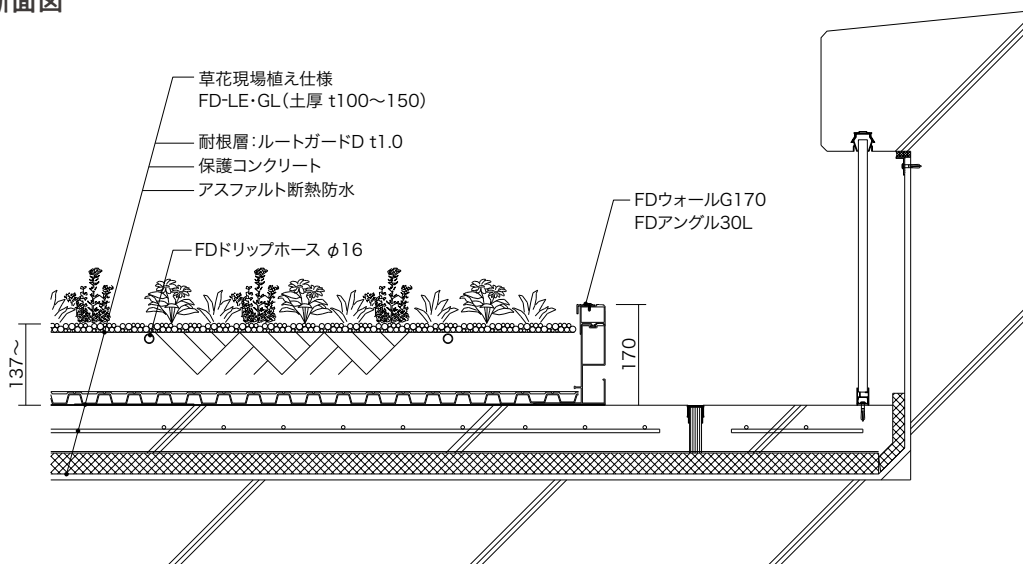 断面図
草花現場植え仕様
FD-LE・GL（土厚 t100～150）
耐根層：ルートガードD t1.0
保護コンクリート
アスファルト断熱防水
FDドリップホース φ16
FDウォールG170
FDアングル30L
137～
170